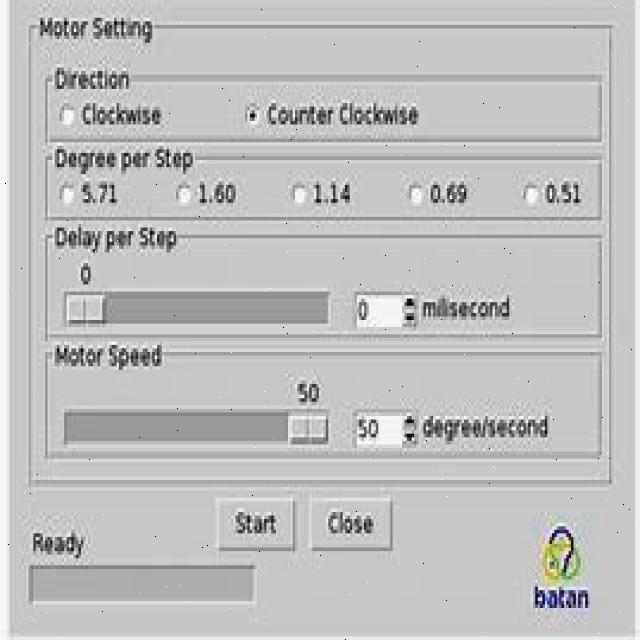 Motor Setting
Direction
Clockwise Counter Clockwise
Degree per Step
5.71 1.60 1.14 0.69 0.51
Delay per Step
0
0 milisecond
Motor Speed
50
50 degree/second
Start Close
Ready
batan